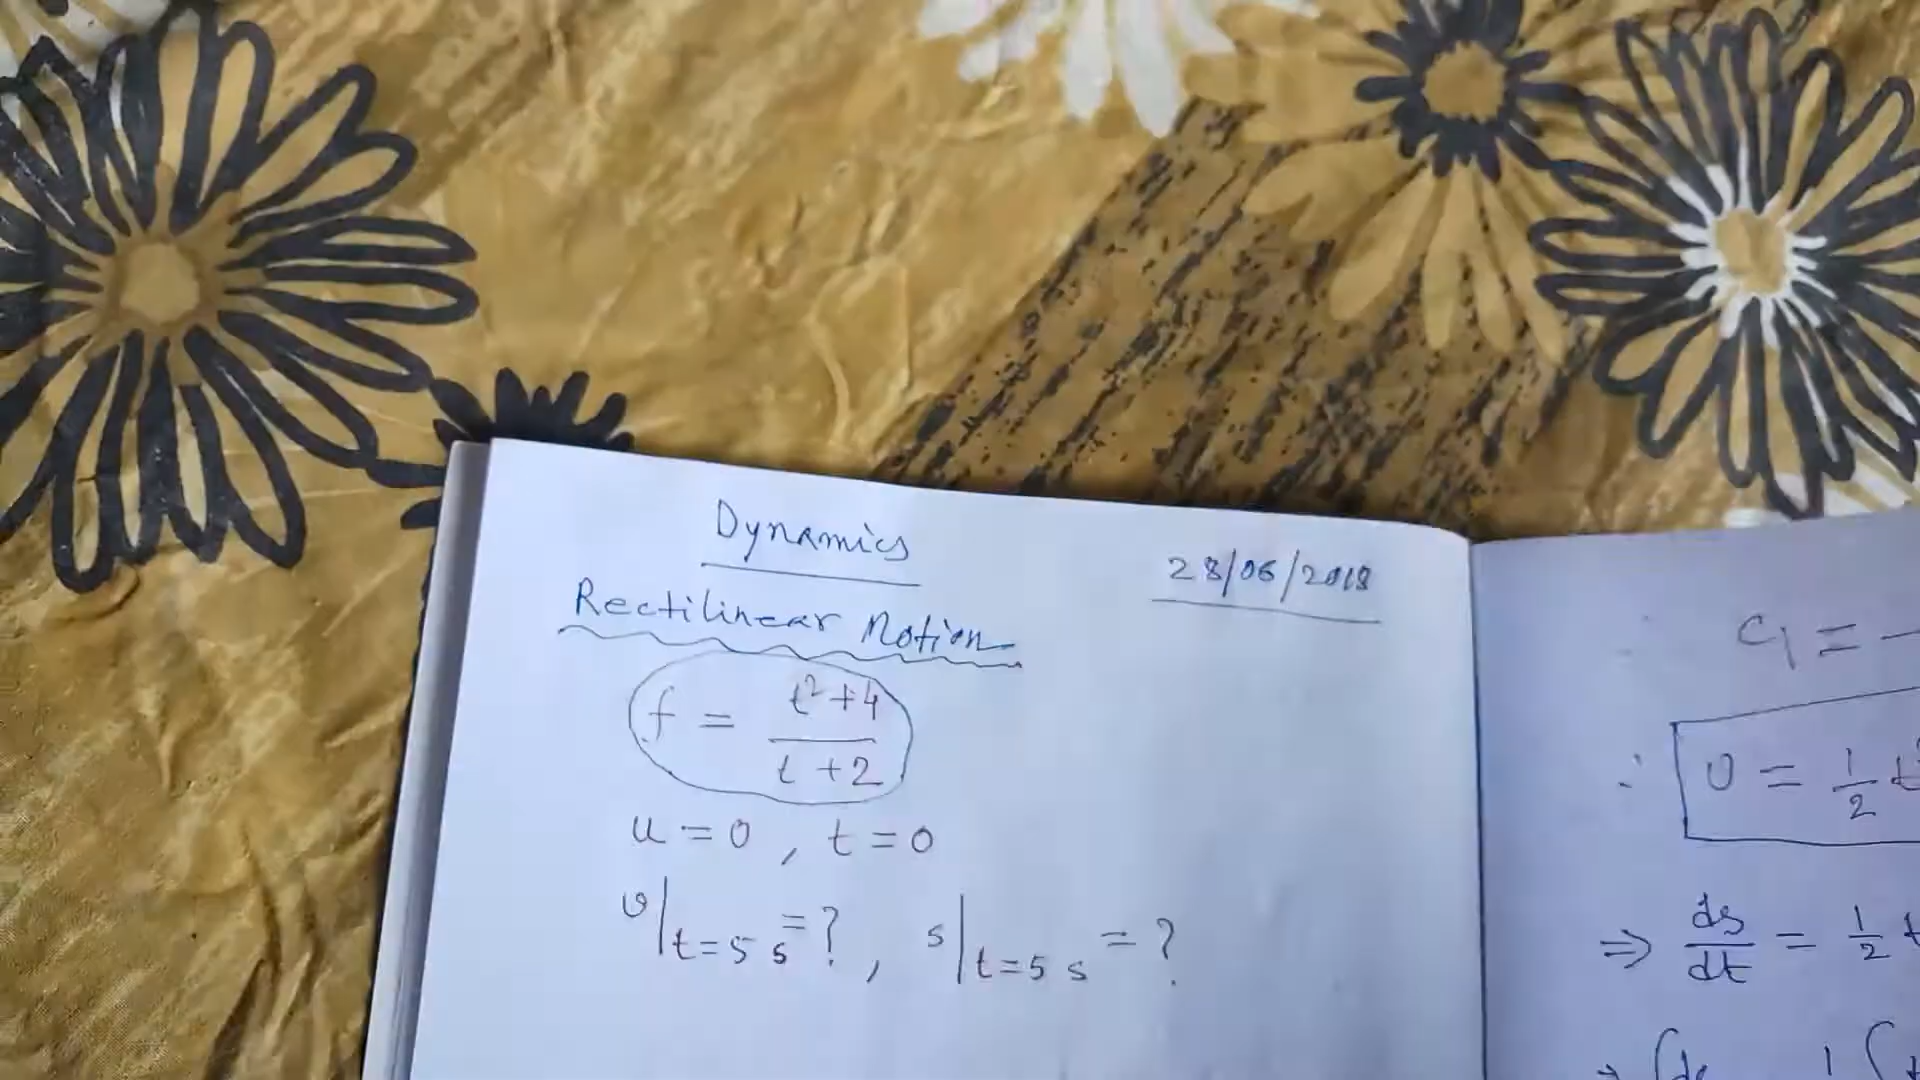 Dynamics
28/06/2018
Rectilinear Motion
f = (t²+4)/(t+2)
u = 0, t = 0
v|t=5 s = ?, s|t=5 s = ?
C₁ = -
∴ v = 1/2 t
⇒ ds/dt = 1/2 t